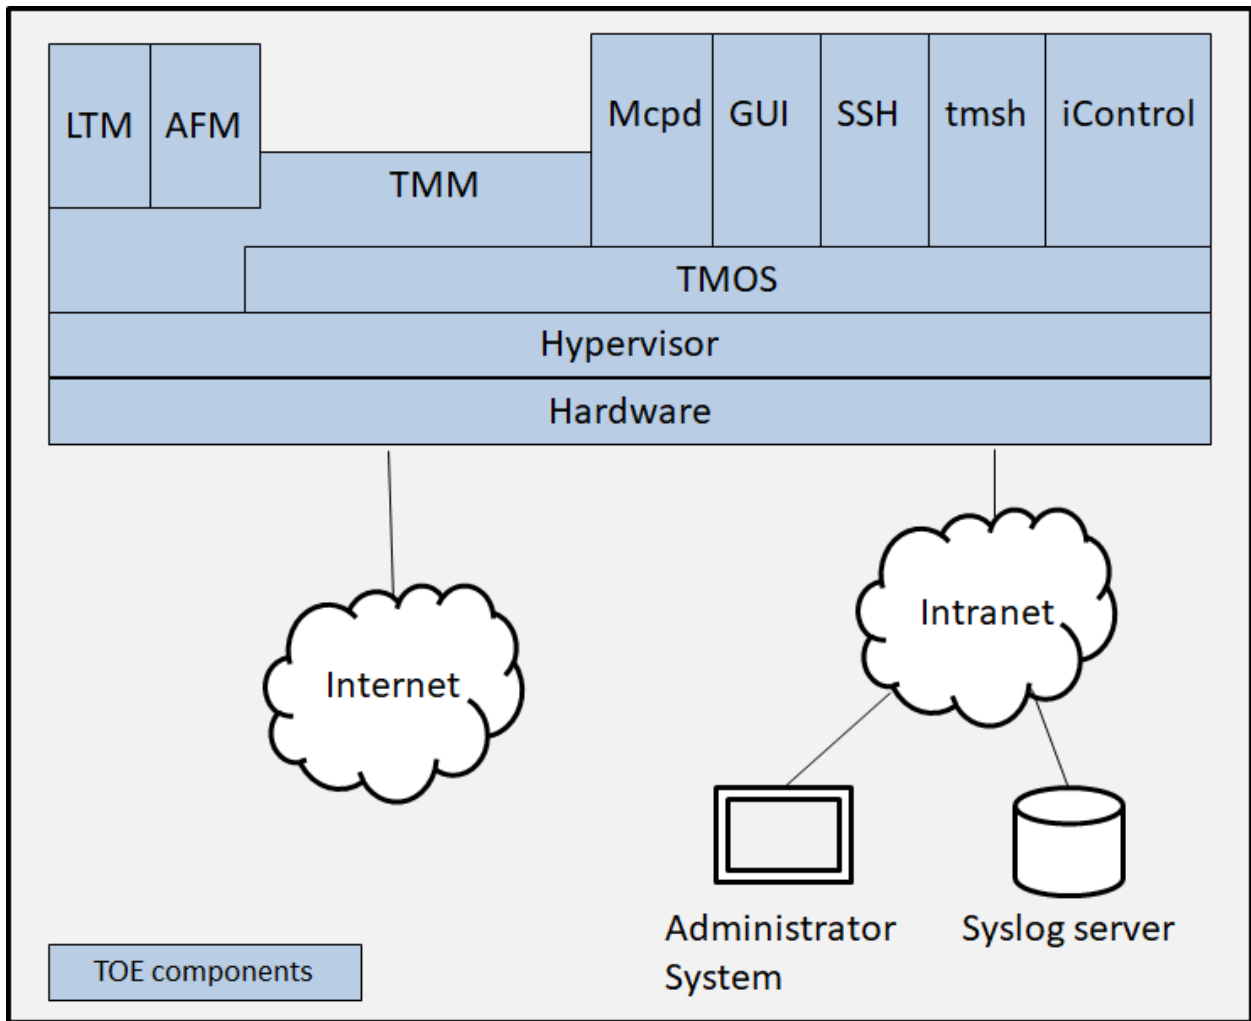 LTM
AFM
TMM
Mcpd
GUI
SSH
tmsh
iControl
TMOS
Hypervisor
Hardware
Internet
Intranet
Administrator
System
Syslog server
TOE components